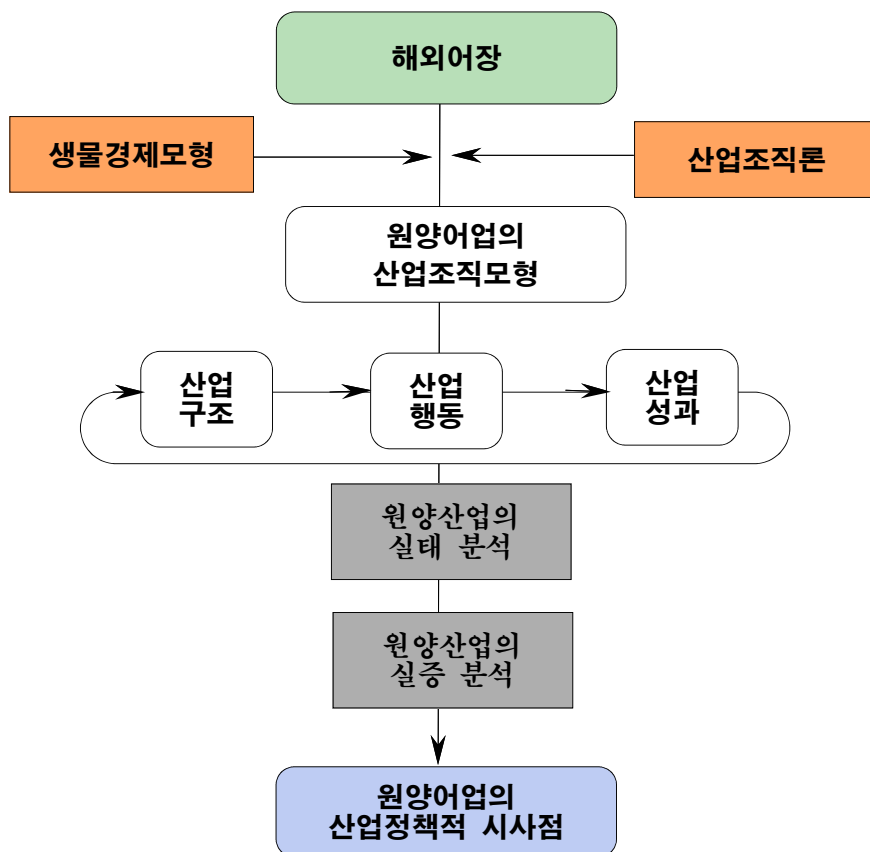 해외어장
생물경제모형
산업조직론
원양어업의
산업조직모형
산업
구조
산업
행동
산업
성과
원양산업의
실태 분석
원양산업의
실증 분석
원양어업의
산업정책적 시사점